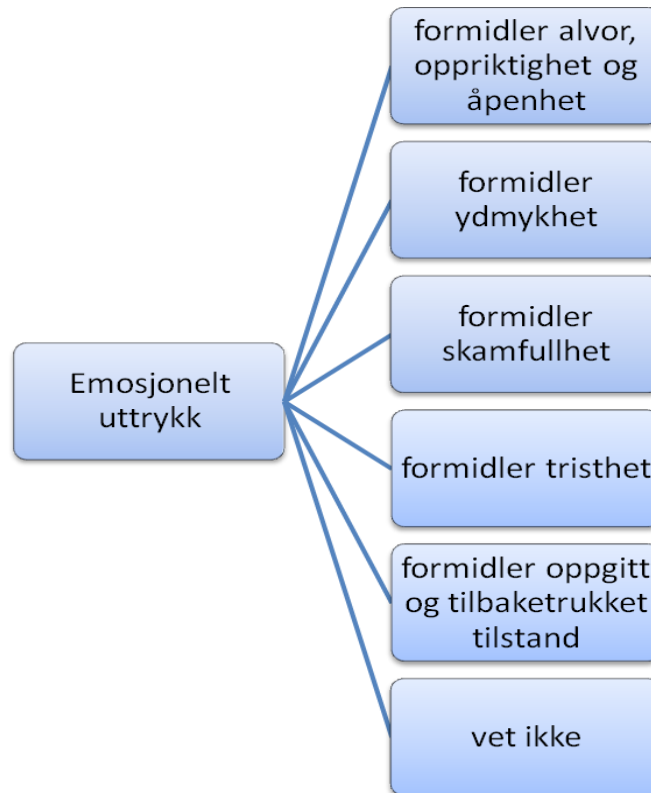 formidler alvor,
oppriktighet og
åpenhet
formidler
ydmykhet
formidler
skamfullhet
Emosjonelt
uttrykk
formidler tristhet
formidler oppgitt
og tilbaketrukket
tilstand
vet ikke